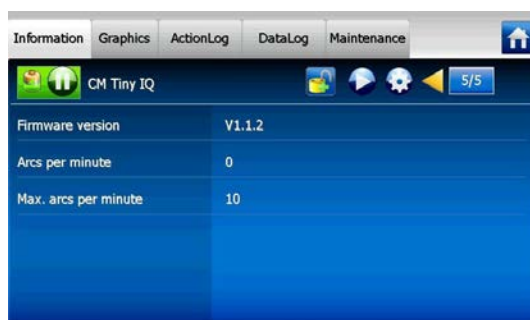 Information Graphics ActionLog DataLog Maintenance
CM Tiny IQ 5/5
Firmware version V1.1.2
Arcs per minute 0
Max. arcs per minute 10